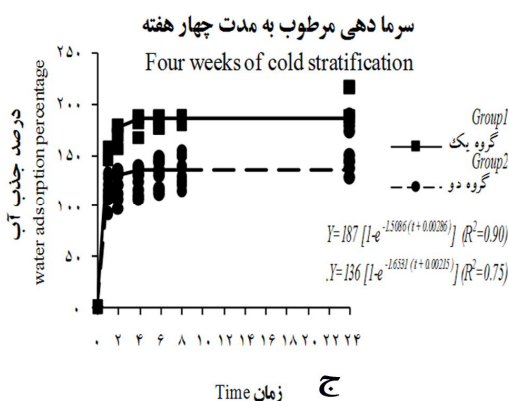 سرما دهی مرطوب به مدت چهار هفته
Four weeks of cold stratification
درصد جذب آب
water adsorption percentage
۲۵۰
۲۰۰
۱۵۰
۱۰۰
۵۰
۰
Group1
گروه یک
Group2
گروه دو
Y=187 [1-e^-1.5086 (t + 0.00286)] (R²=0.90)
.Y=136 [1-e^-1.6531 (t + 0.00215)] (R²=0.75)
۰ ۲ ۴ ۶ ۸ ۱۰ ۱۲ ۱۴ ۱۶ ۱۸ ۲۰ ۲۲ ۲۴
Time زمان
ج